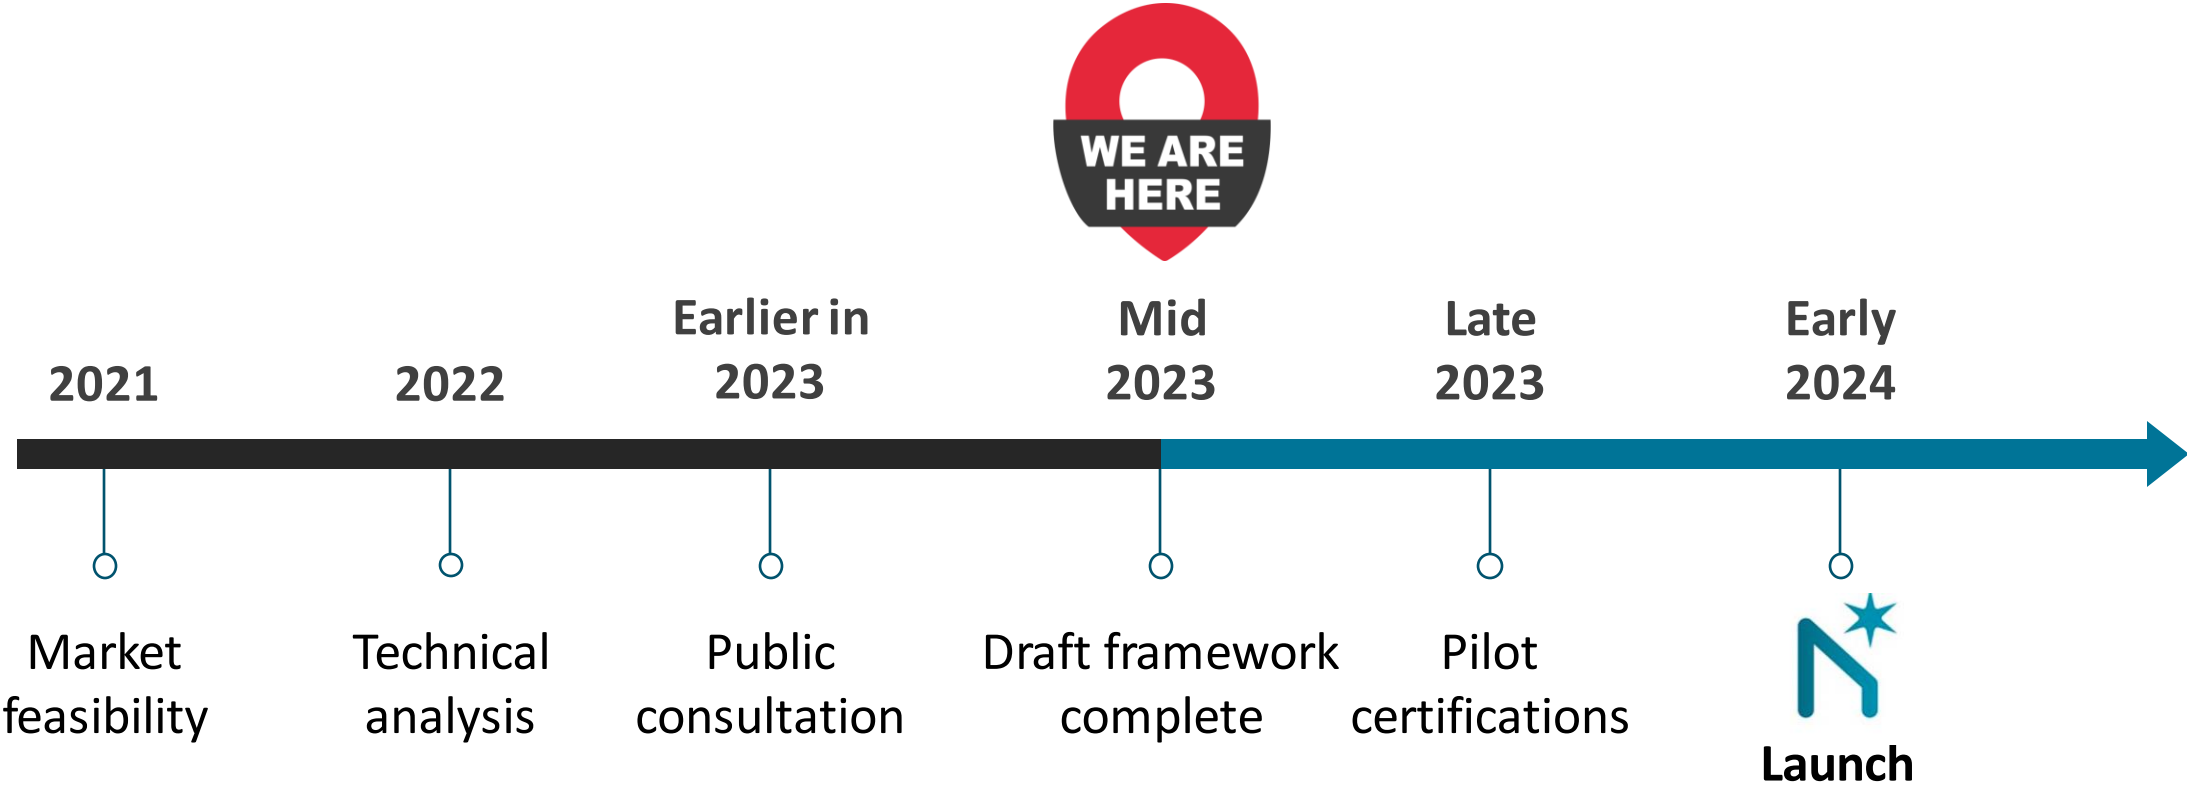 WE ARE
HERE
2021
2022
Earlier in
2023
Mid
2023
Late
2023
Early
2024
Market
feasibility
Technical
analysis
Public
consultation
Draft framework
complete
Pilot
certifications
Launch